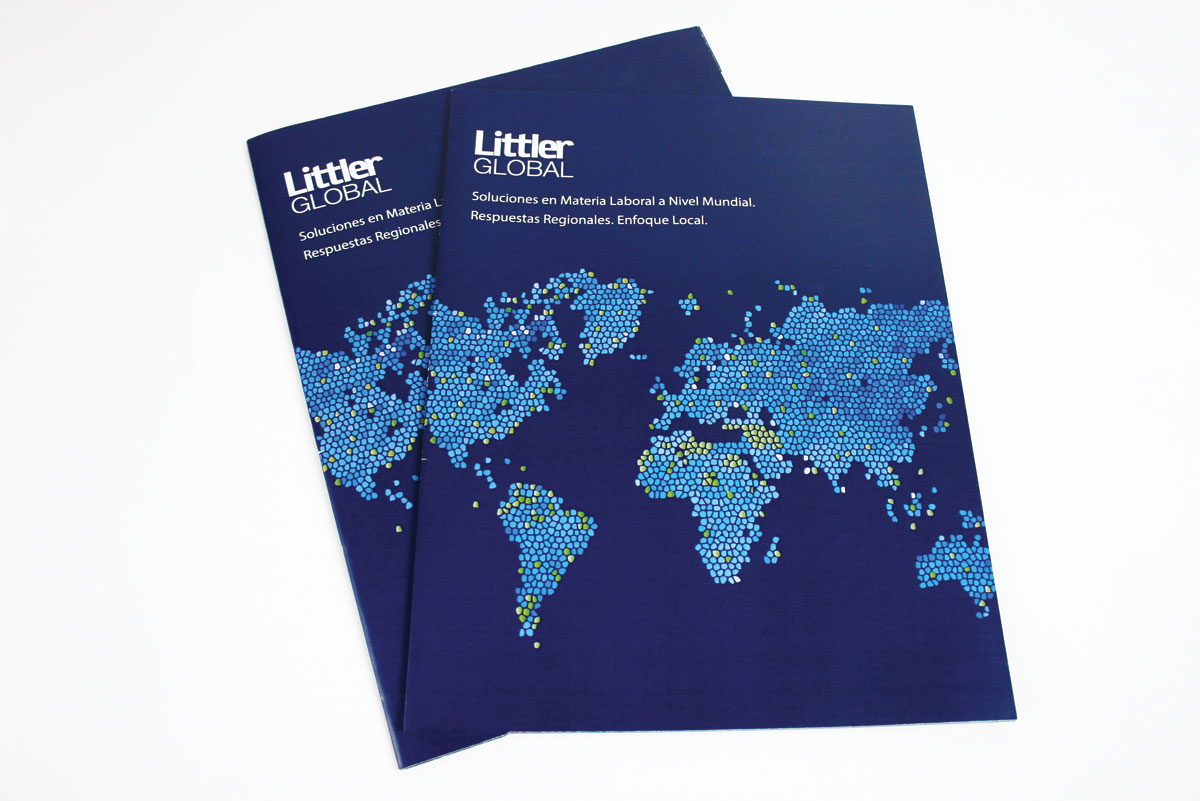 Littler
GLOBAL
Soluciones en Materia
Respuestas Regionales.
Littler
GLOBAL
Soluciones en Materia Laboral a Nivel Mundial.
Respuestas Regionales. Enfoque Local.